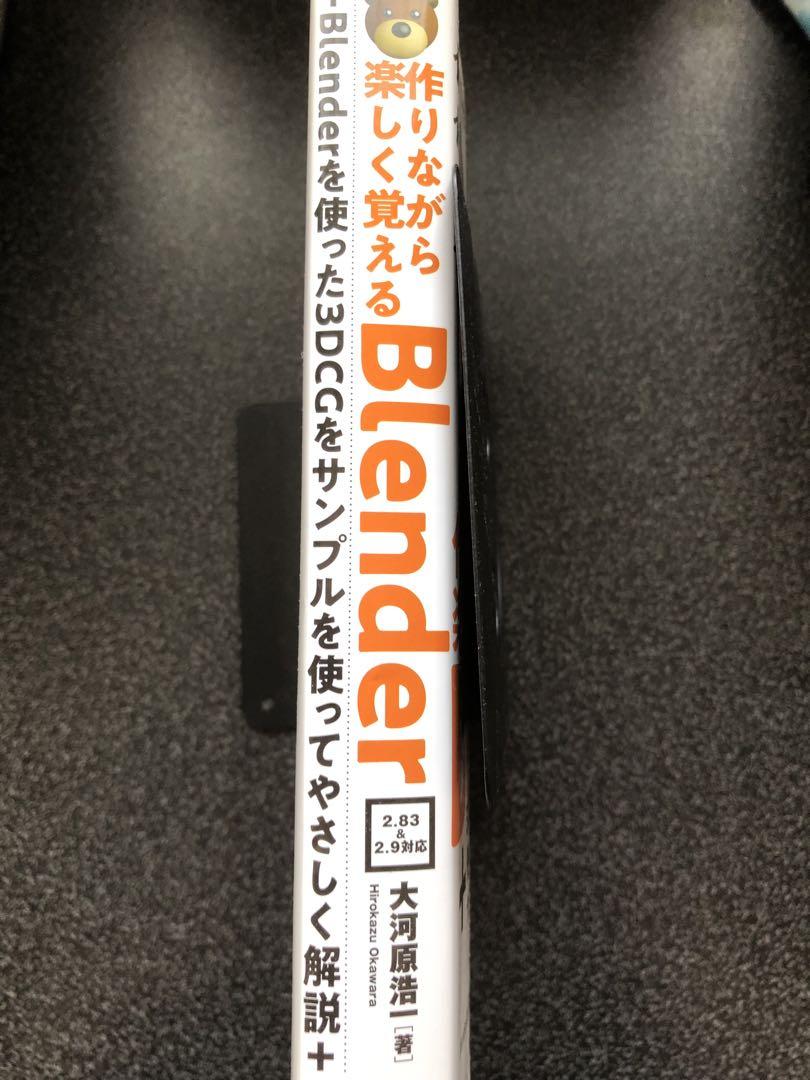 作りながら
楽しく覚える
Blender
2.83
&
2.9対応
大河原浩一[著]
Hirokazu Okawara
-Blenderを使った3DCGをサンプルを使ってやさしく解説+